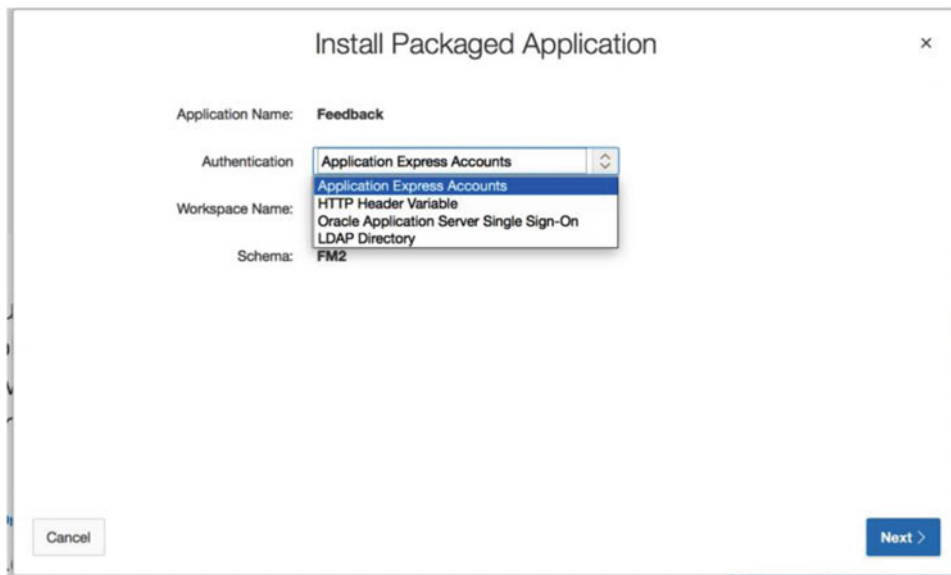 Install Packaged Application
×
Application Name: Feedback
Authentication Application Express Accounts
Application Express Accounts
HTTP Header Variable
Workspace Name:
Oracle Application Server Single Sign-On
LDAP Directory
Schema: FM2
Cancel Next >